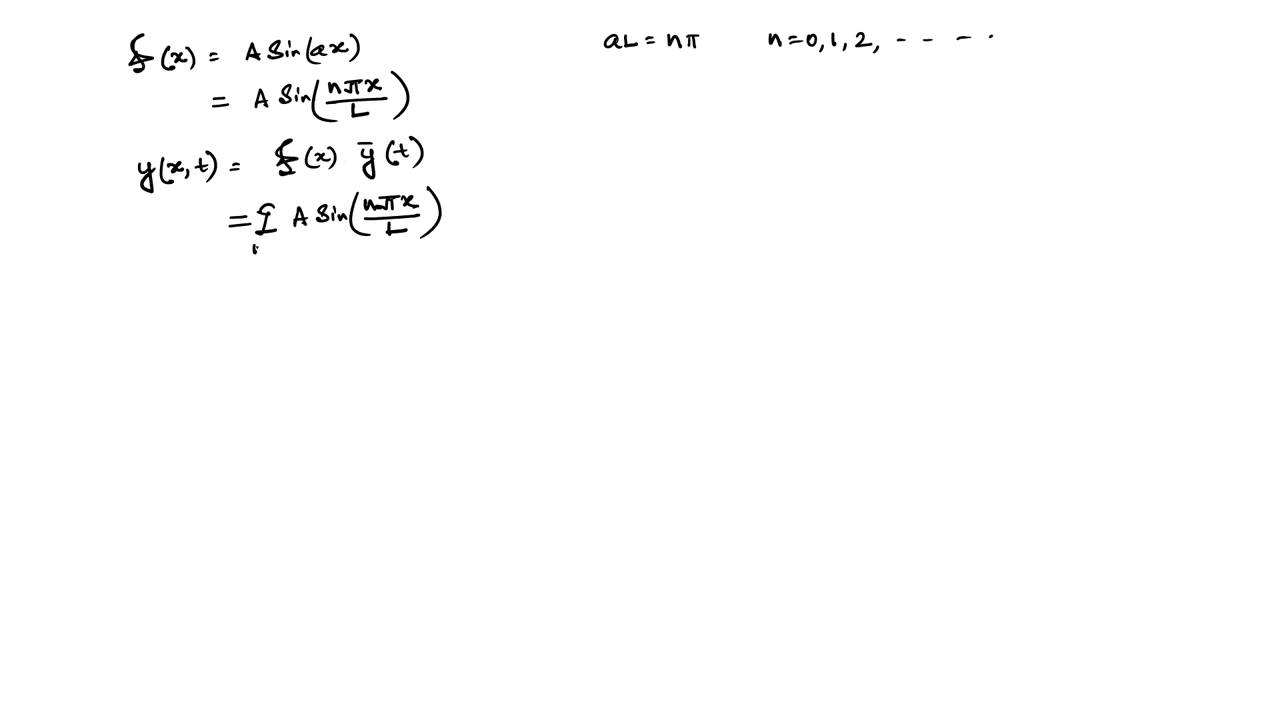 ξ(x) = A Sin(ax)
aL = nπ n=0,1,2, - - - .
= A Sin(nπx/L)
y(x,t) = ξ(x) ȳ(t)
= A Sin(nπx/L)